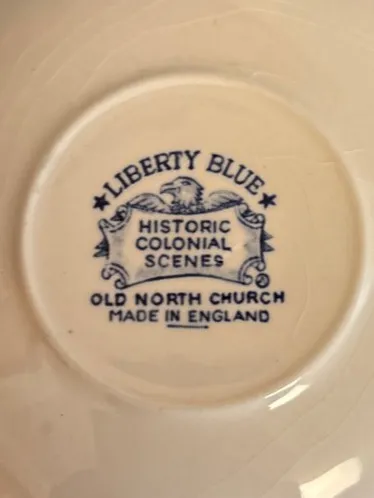 ★ LIBERTY BLUE ★
HISTORIC
COLONIAL
SCENES
OLD NORTH CHURCH
MADE IN ENGLAND